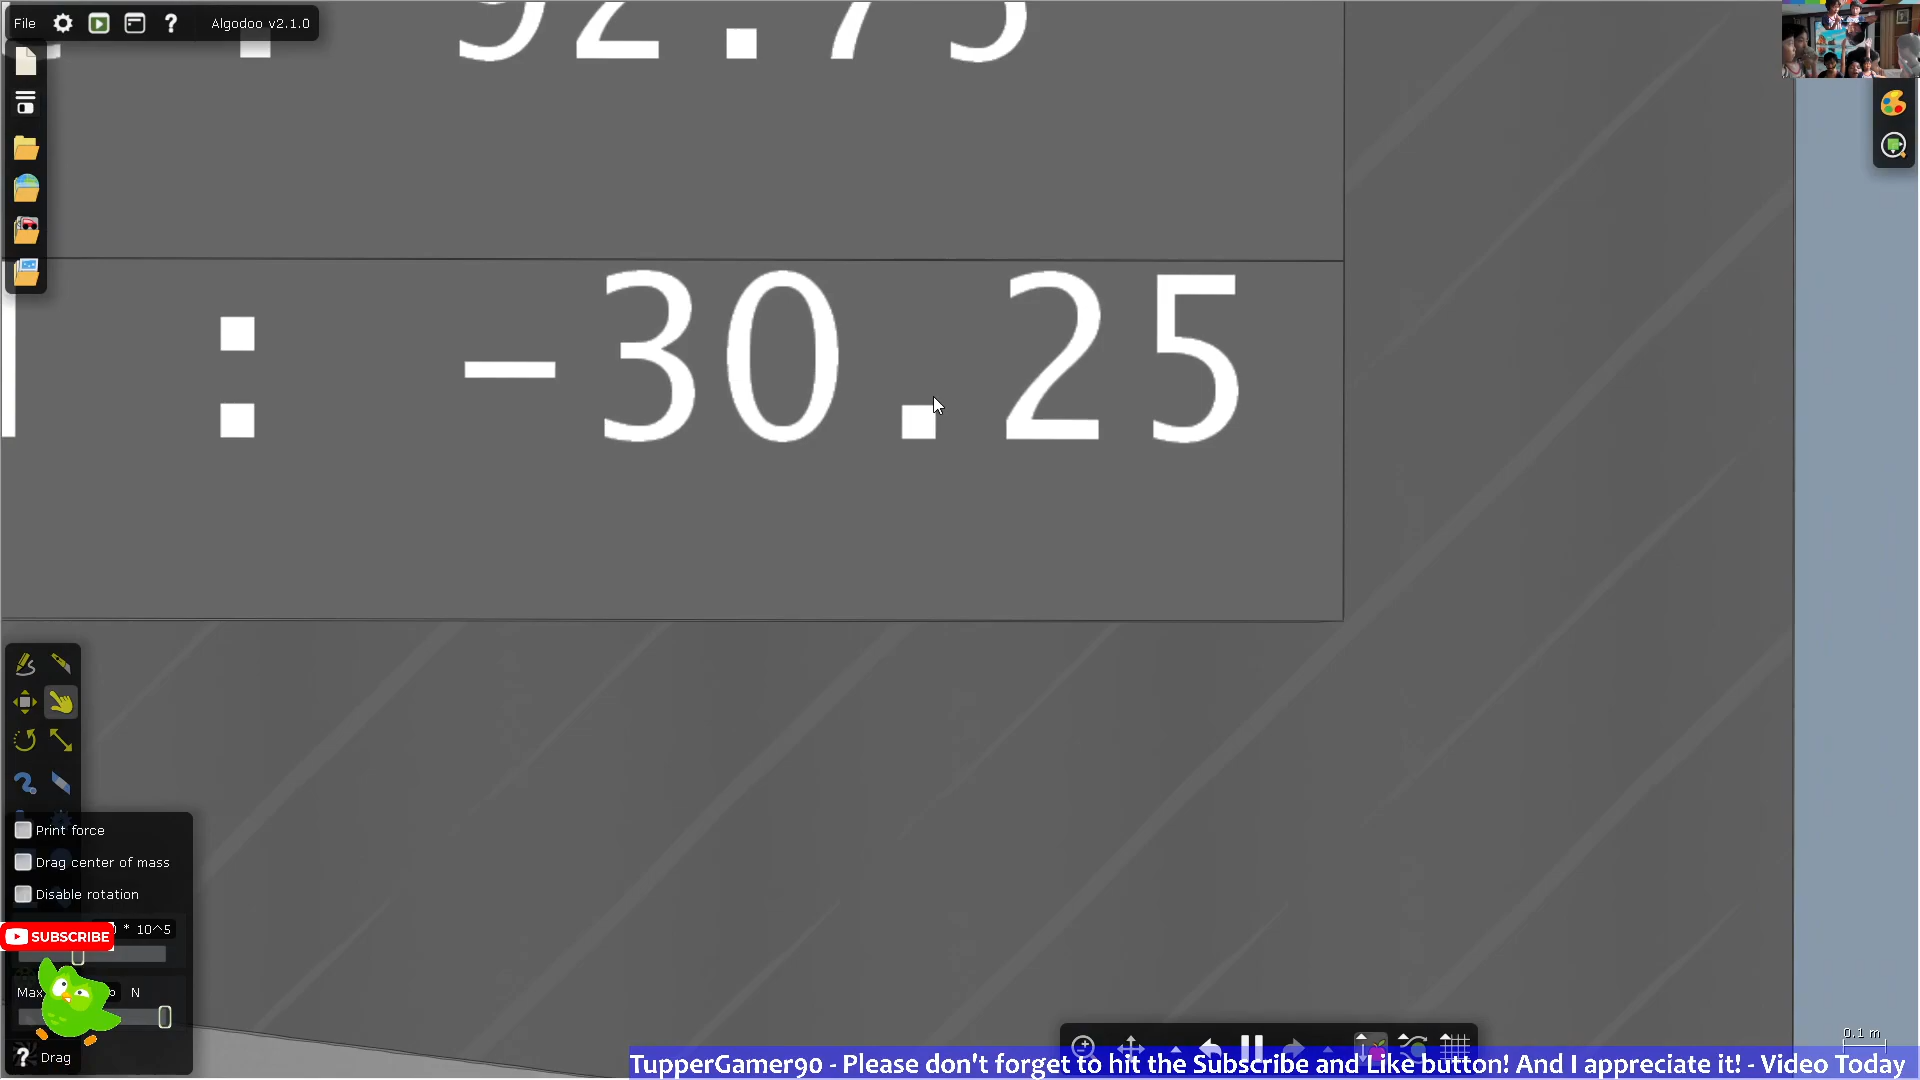 File ? Algodoo v2.1.0
: 92.75
: -30.25
Print force
Drag center of mass
Disable rotation
* 10^5
SUBSCRIBE
Max N
? Drag
0.1 m
TupperGamer90 - Please don't forget to hit the Subscribe and Like button! And I appreciate it! - Video Today